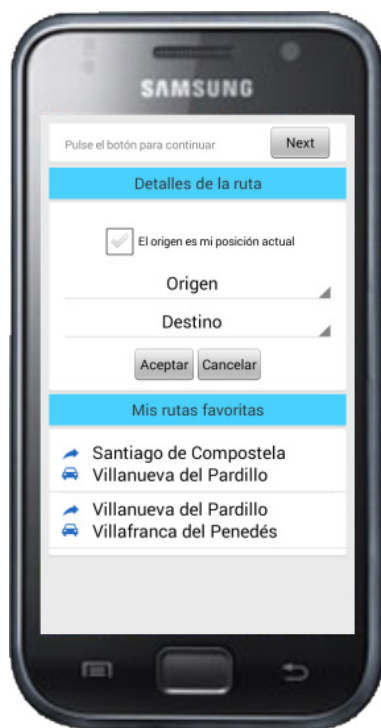 SAMSUNG
Pulse el botón para continuar
Next
Detalles de la ruta
El origen es mi posición actual
Origen
Destino
Aceptar Cancelar
Mis rutas favoritas
Santiago de Compostela
Villanueva del Pardillo
Villanueva del Pardillo
Villafranca del Penedés